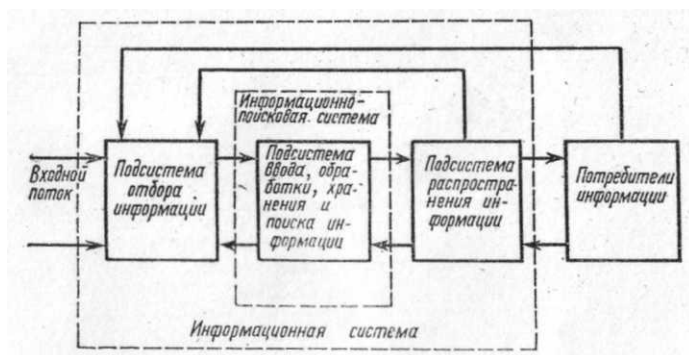 Информационно-
поисковая система
Входной
поток
Подсистема
отбора
информации
Подсистема
ввода, обра-
ботки, хра-
нения и
поиска ин-
формации
Подсистема
распростра-
нения ин-
формации
Потребители
информации
Информационная система